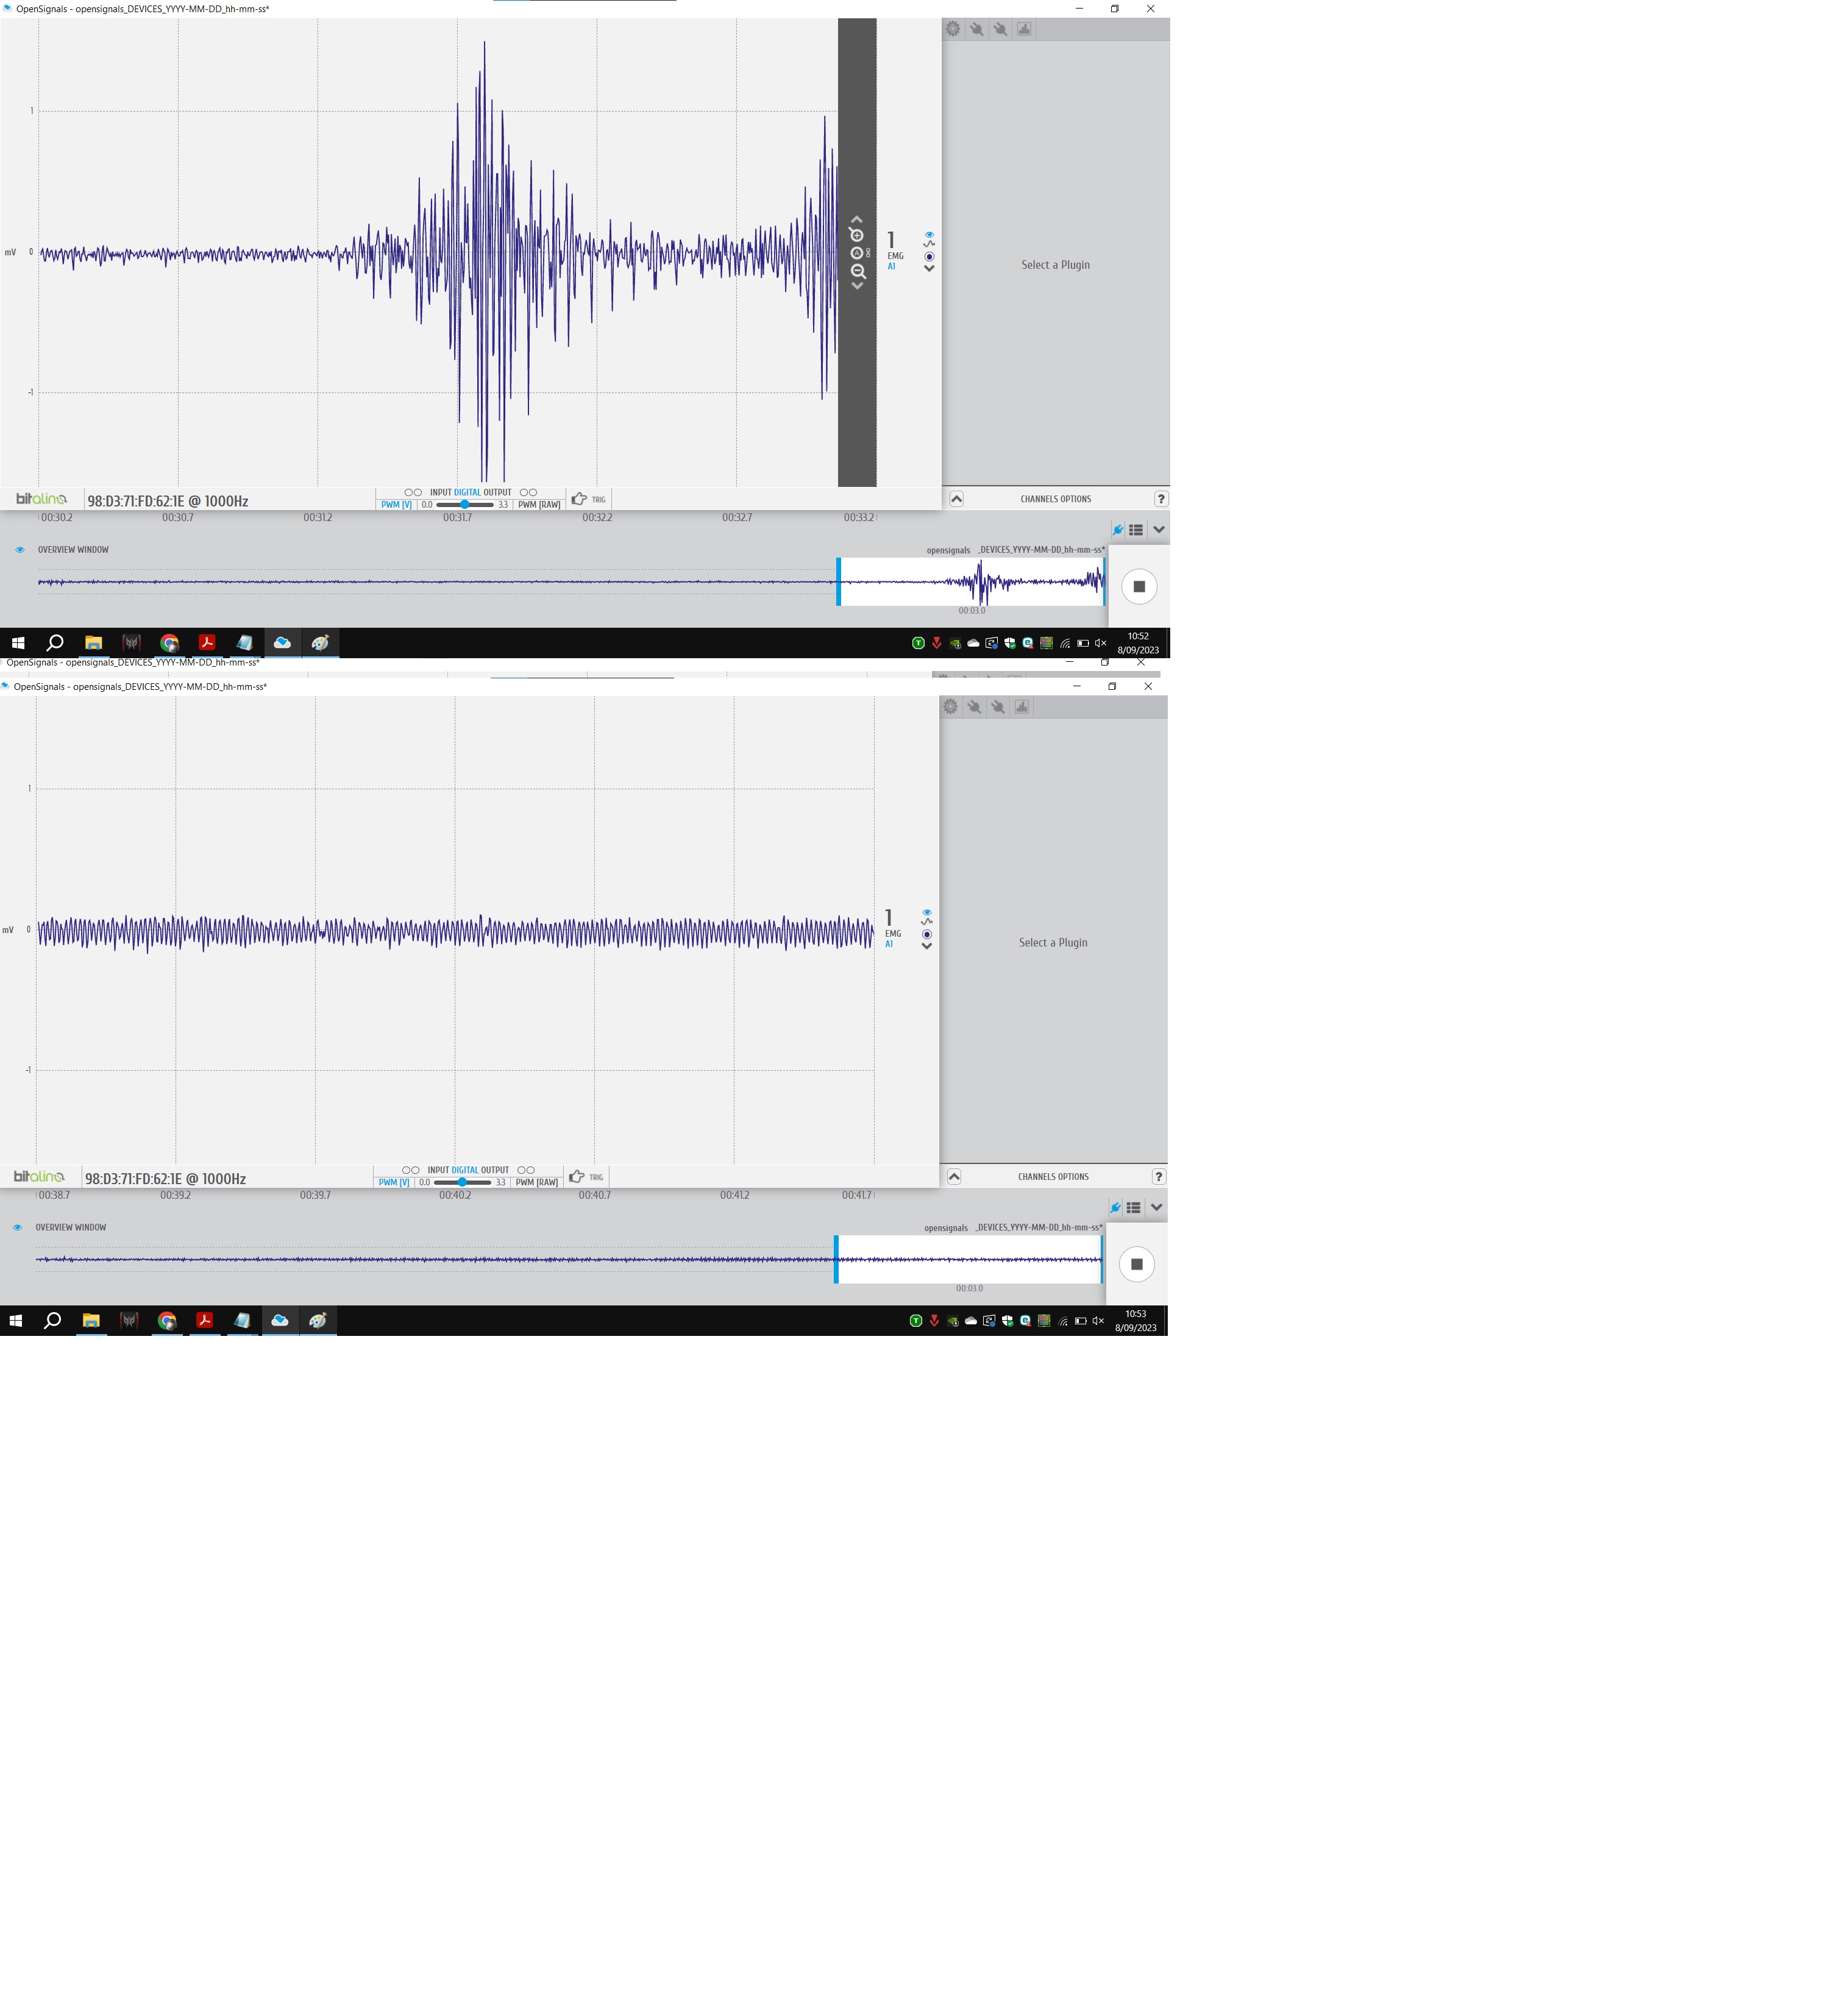 OpenSignals - opensignals_DEVICES_YYYY-MM-DD_hh-mm-ss*
1
mV 0
-1
1
EMG
A1
Select a Plugin
bitalino 98:D3:71:FD:62:1E @ 1000Hz
INPUT DIGITAL OUTPUT
PWM [V] 0.0 3.3 PWM [RAW] TRIG
CHANNELS OPTIONS ?
00:30.2 00:30.7 00:31.2 00:31.7 00:32.2 00:32.7 00:33.2
OVERVIEW WINDOW
opensignals _DEVICES_YYYY-MM-DD_hh-mm-ss*
00:03.0
10:52
8/09/2023
OpenSignals - opensignals_DEVICES_YYYY-MM-DD_hh-mm-ss*
OpenSignals - opensignals_DEVICES_YYYY-MM-DD_hh-mm-ss*
1
mV 0
-1
1
EMG
A1
Select a Plugin
bitalino 98:D3:71:FD:62:1E @ 1000Hz
INPUT DIGITAL OUTPUT
PWM [V] 0.0 3.3 PWM [RAW] TRIG
CHANNELS OPTIONS ?
00:38.7 00:39.2 00:39.7 00:40.2 00:40.7 00:41.2 00:41.7
OVERVIEW WINDOW
opensignals _DEVICES_YYYY-MM-DD_hh-mm-ss*
00:03.0
10:53
8/09/2023